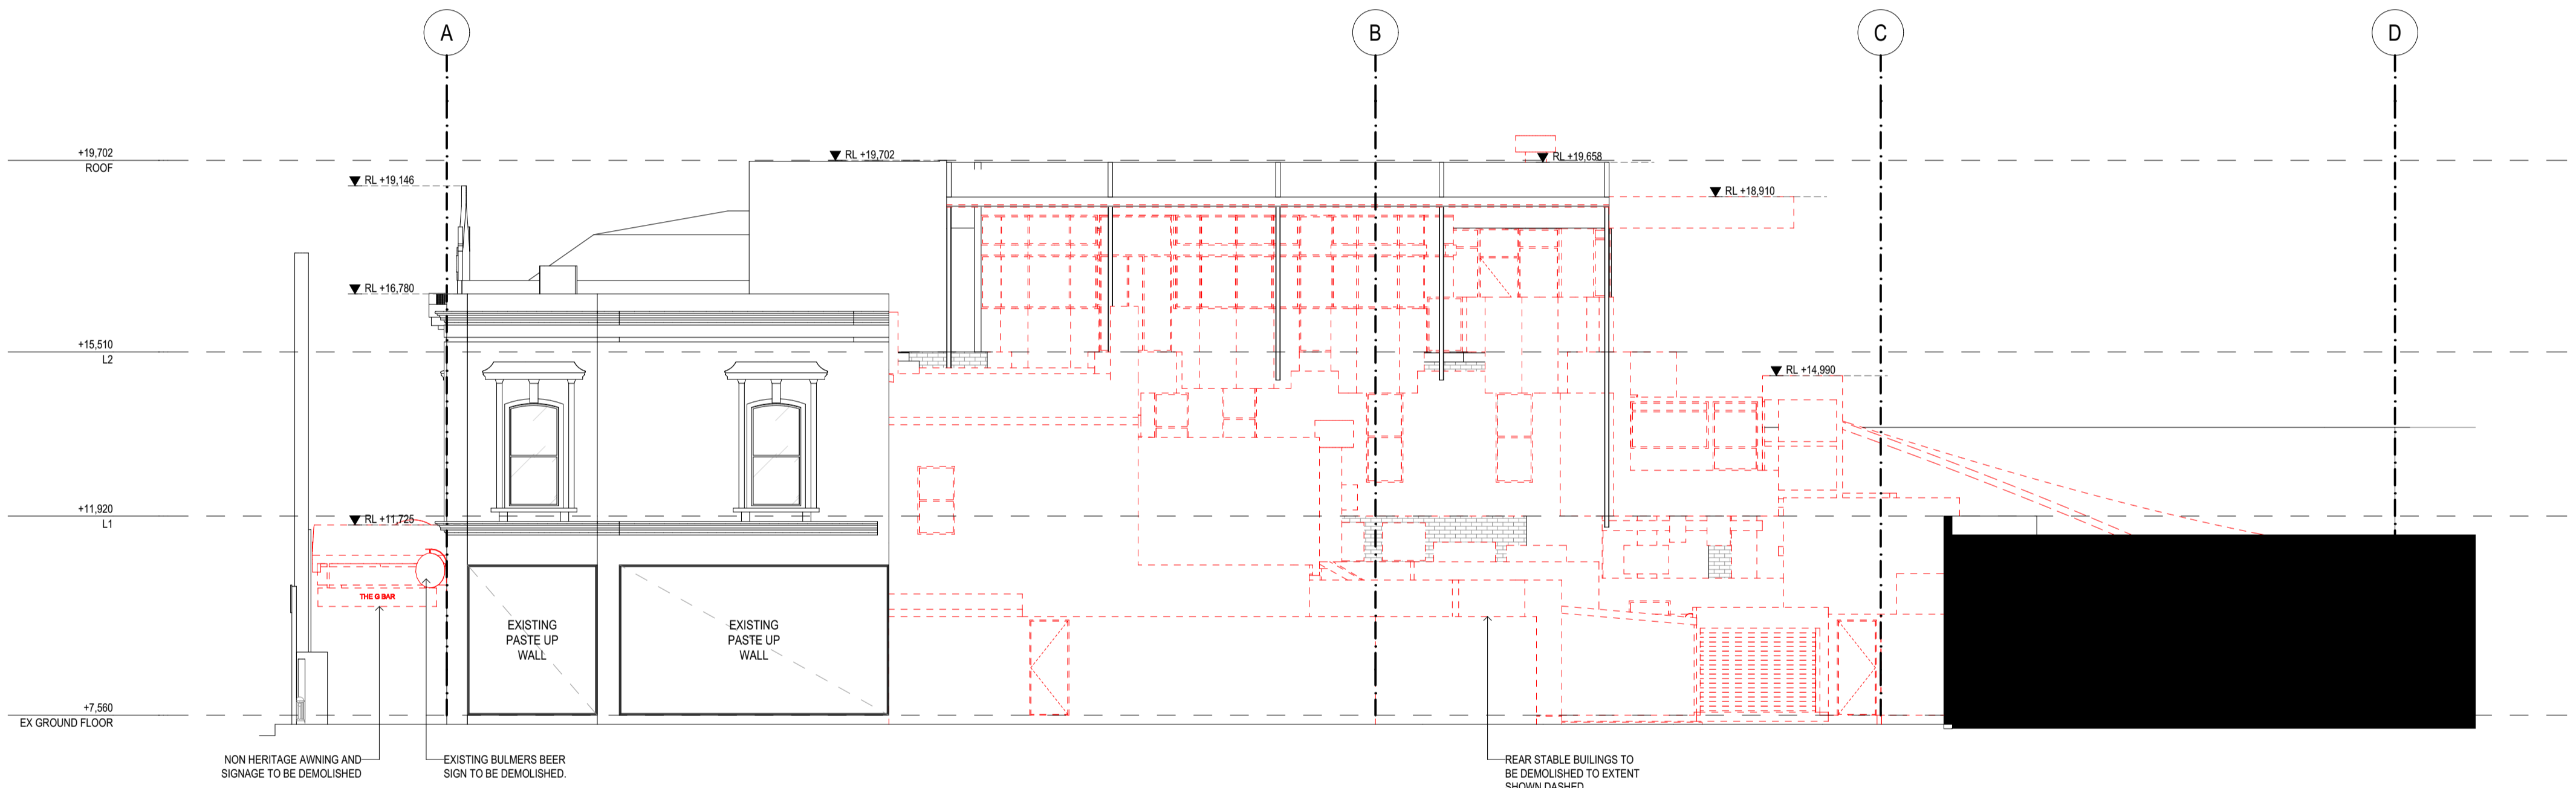 A
B
C
D
+19,702
ROOF
RL +19,702
RL +19,658
RL +19,146
RL +18,910
RL +16,780
+15,510
L2
RL +14,990
+11,920
L1
RL +11,725
THE G BAR
EXISTING
PASTE UP
WALL
EXISTING
PASTE UP
WALL
+7,560
EX GROUND FLOOR
NON HERITAGE AWNING AND
SIGNAGE TO BE DEMOLISHED
EXISTING BULMERS BEER
SIGN TO BE DEMOLISHED.
REAR STABLE BUILINGS TO
BE DEMOLISHED TO EXTENT
SHOWN DASHED